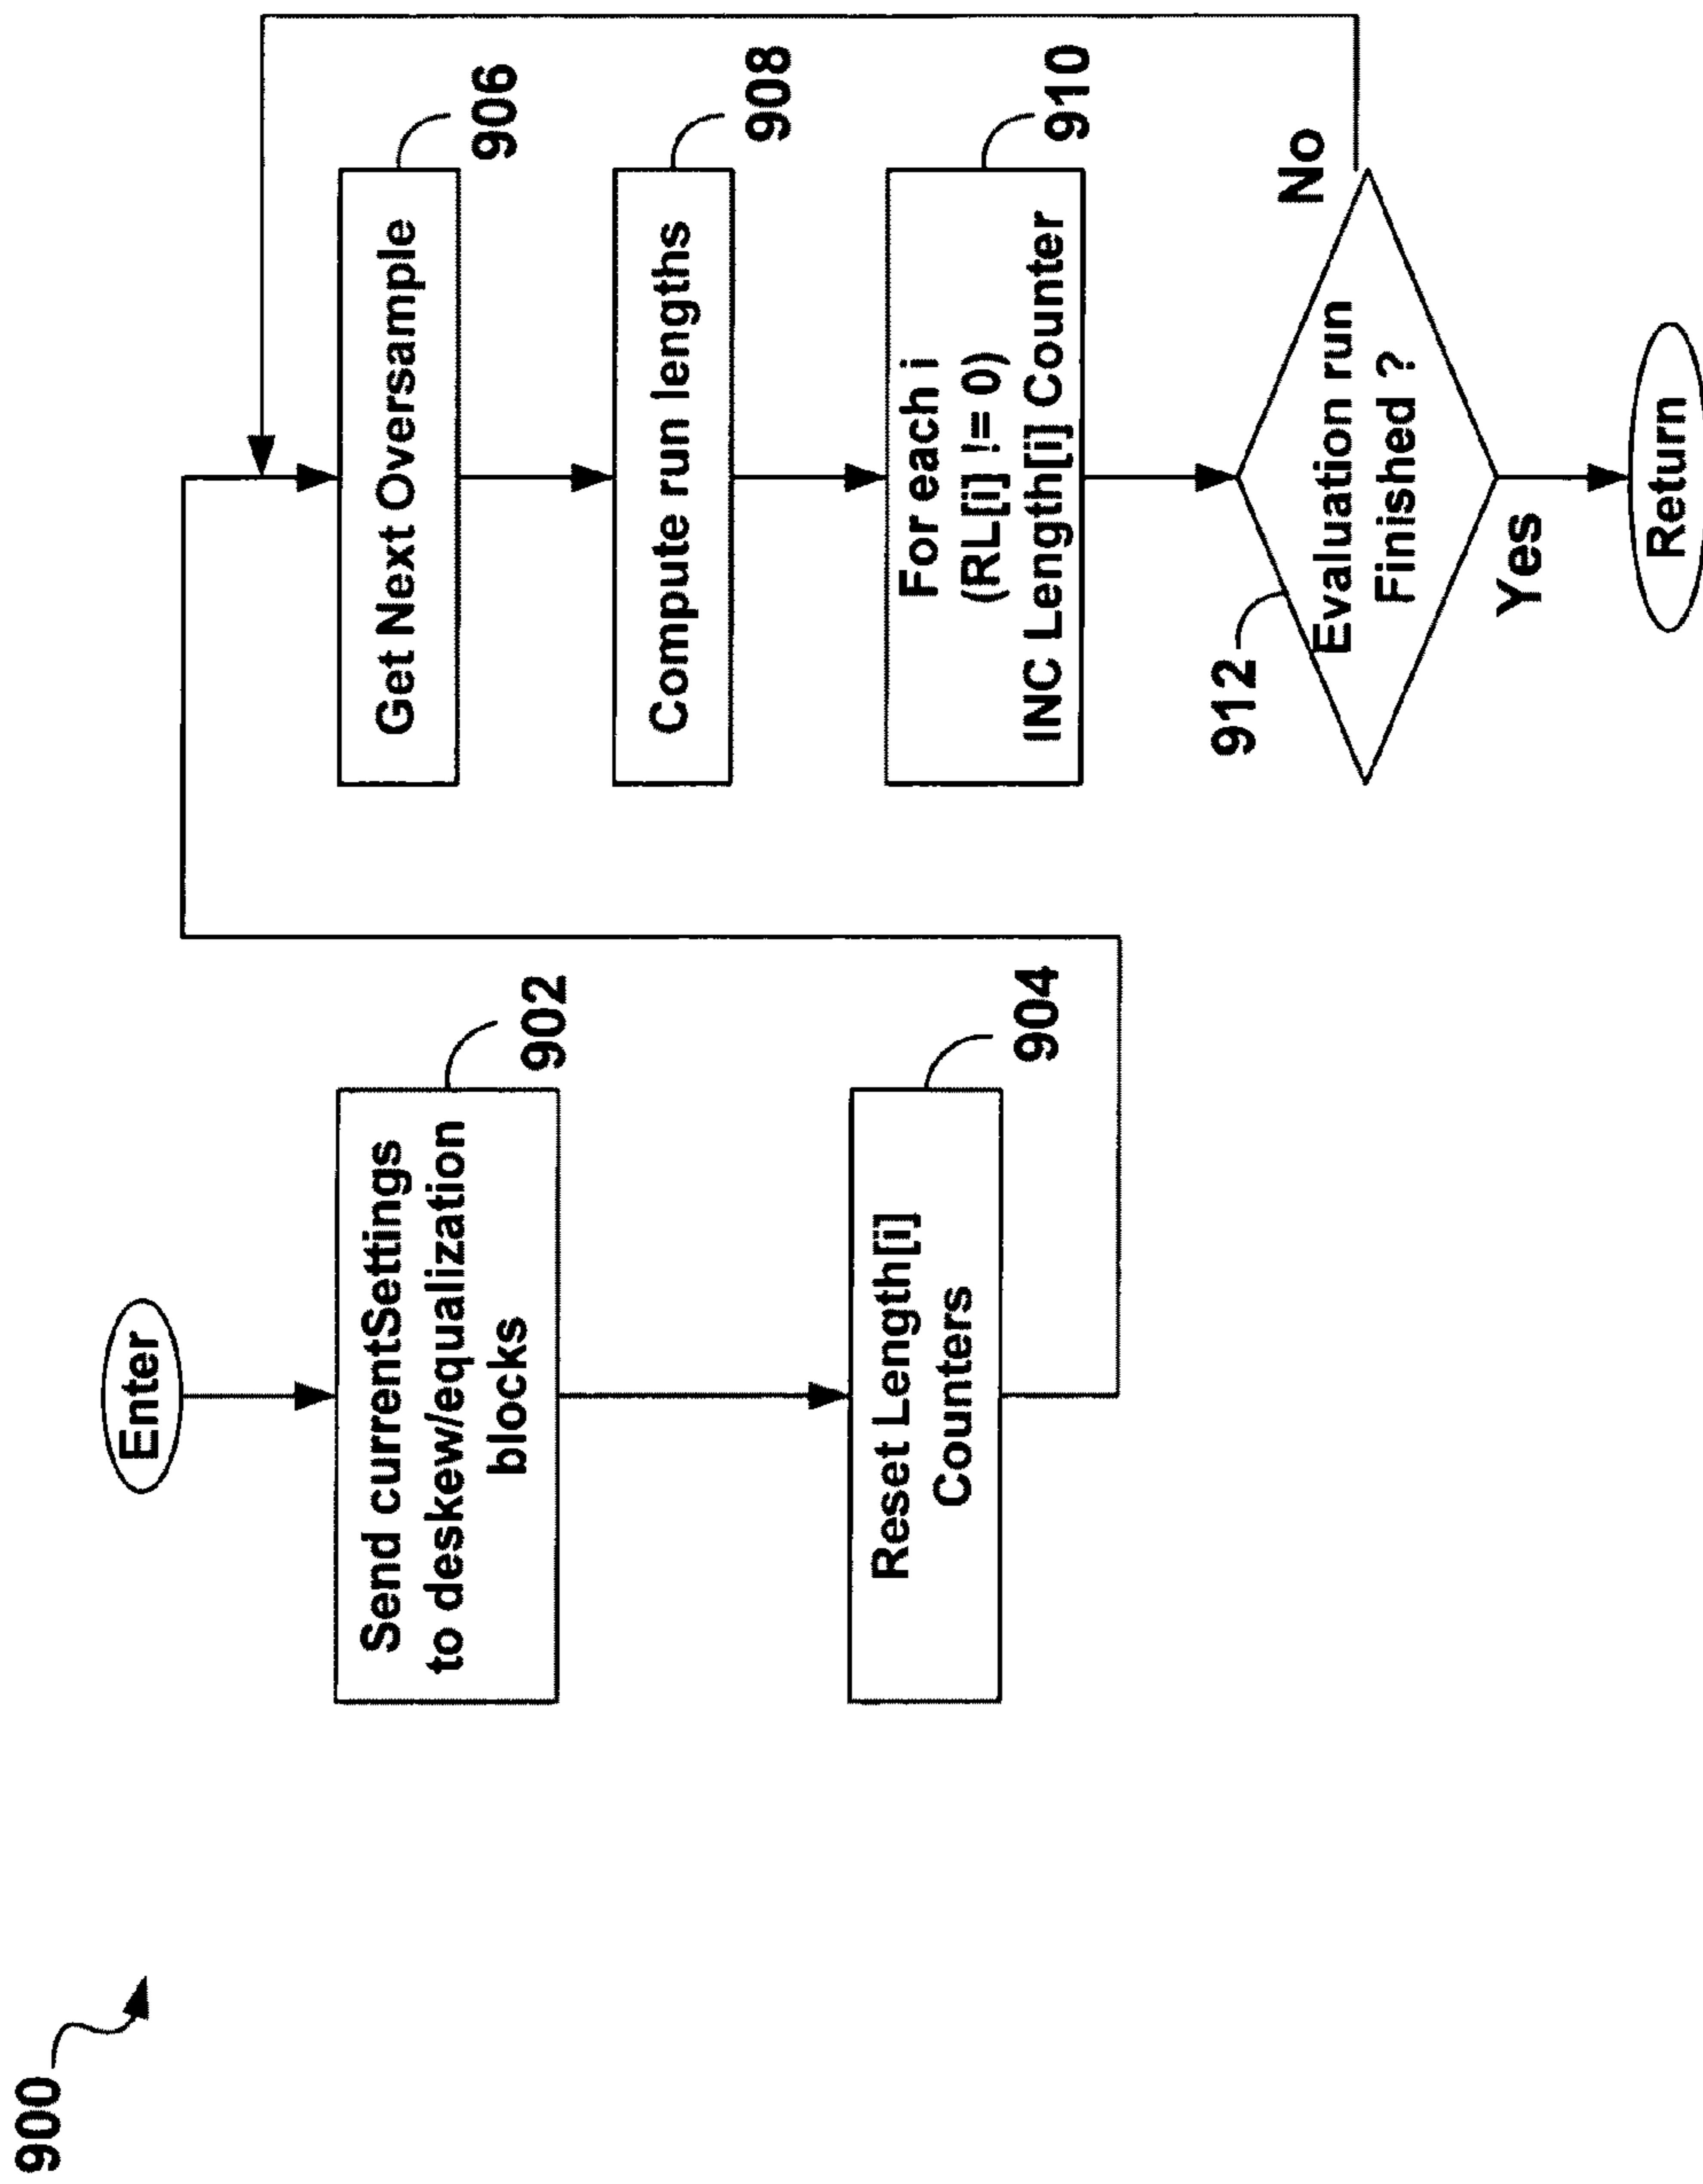 900
Enter
Send currentSettings
to deskew/equalization
blocks
902
Reset Length[i]
Counters
904
Get Next Oversample
906
Compute run lengths
908
For each i
(RL[i] != 0)
INC Length[i] Counter
910
912
Evaluation run
Finished ?
No
Yes
Return